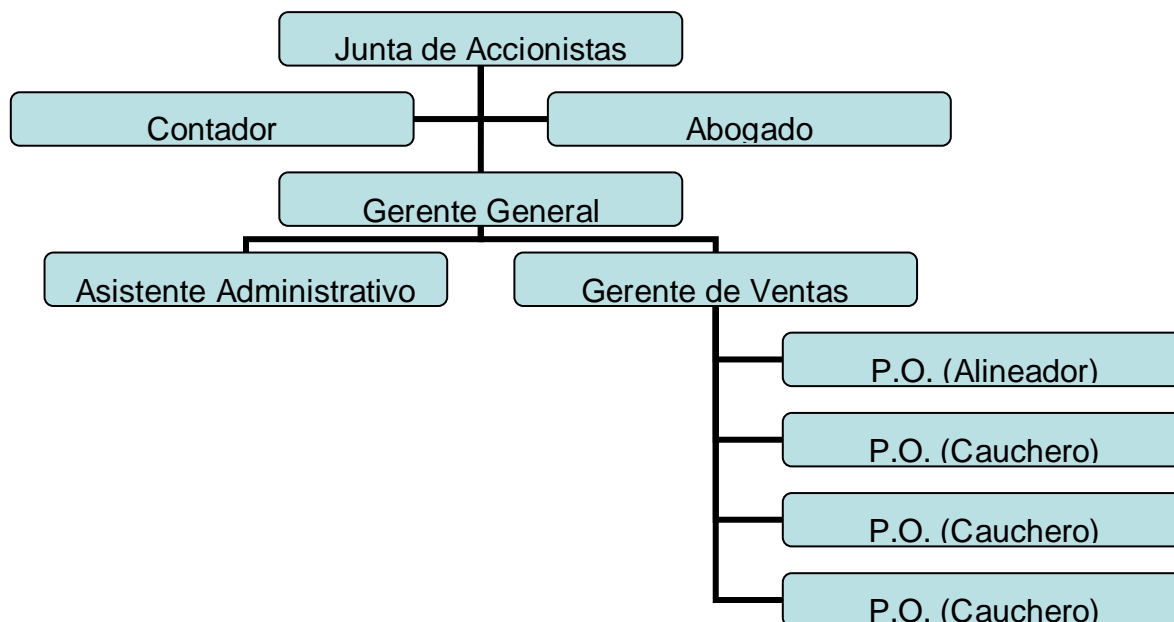 Junta de Accionistas
Contador
Abogado
Gerente General
Asistente Administrativo
Gerente de Ventas
P.O. (Alineador)
P.O. (Cauchero)
P.O. (Cauchero)
P.O. (Cauchero)